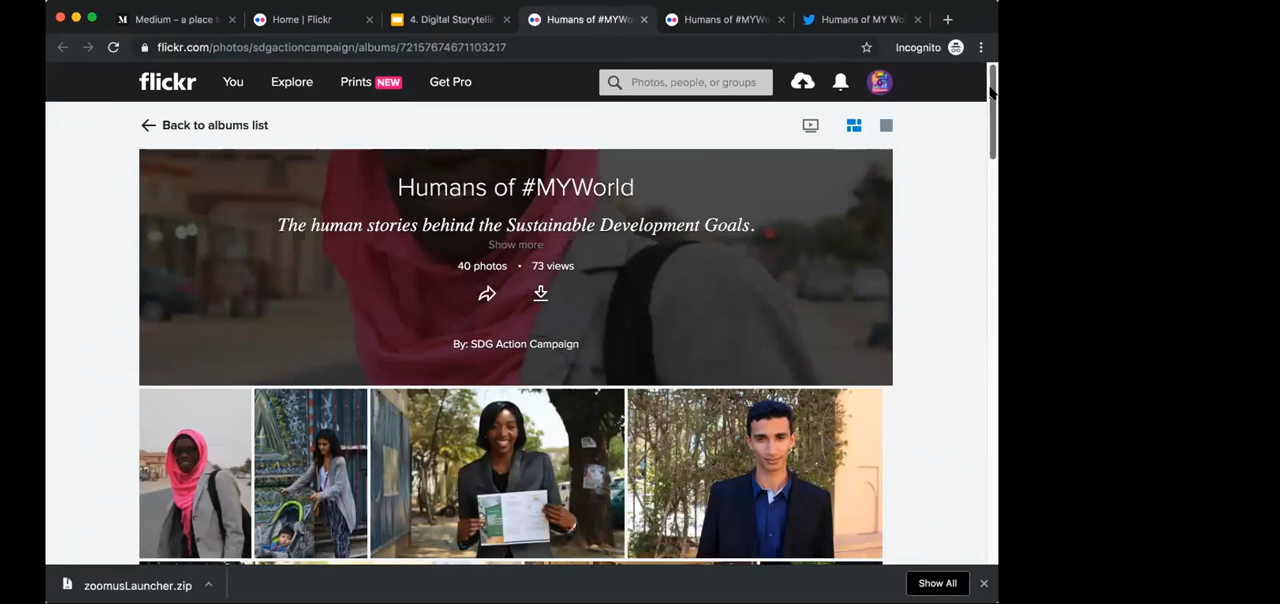 Medium – a place t
Home | Flickr
4. Digital Storytellin
Humans of #MYWo
Humans of #MYWo
Humans of MY Wo
flickr.com/photos/sdgactioncampaign/albums/72157674671103217
Incognito
flickr
You
Explore
Prints NEW
Get Pro
Photos, people, or groups
Back to albums list
Humans of #MYWorld
The human stories behind the Sustainable Development Goals.
Show more
40 photos • 73 views
By: SDG Action Campaign
zoomusLauncher.zip
Show All